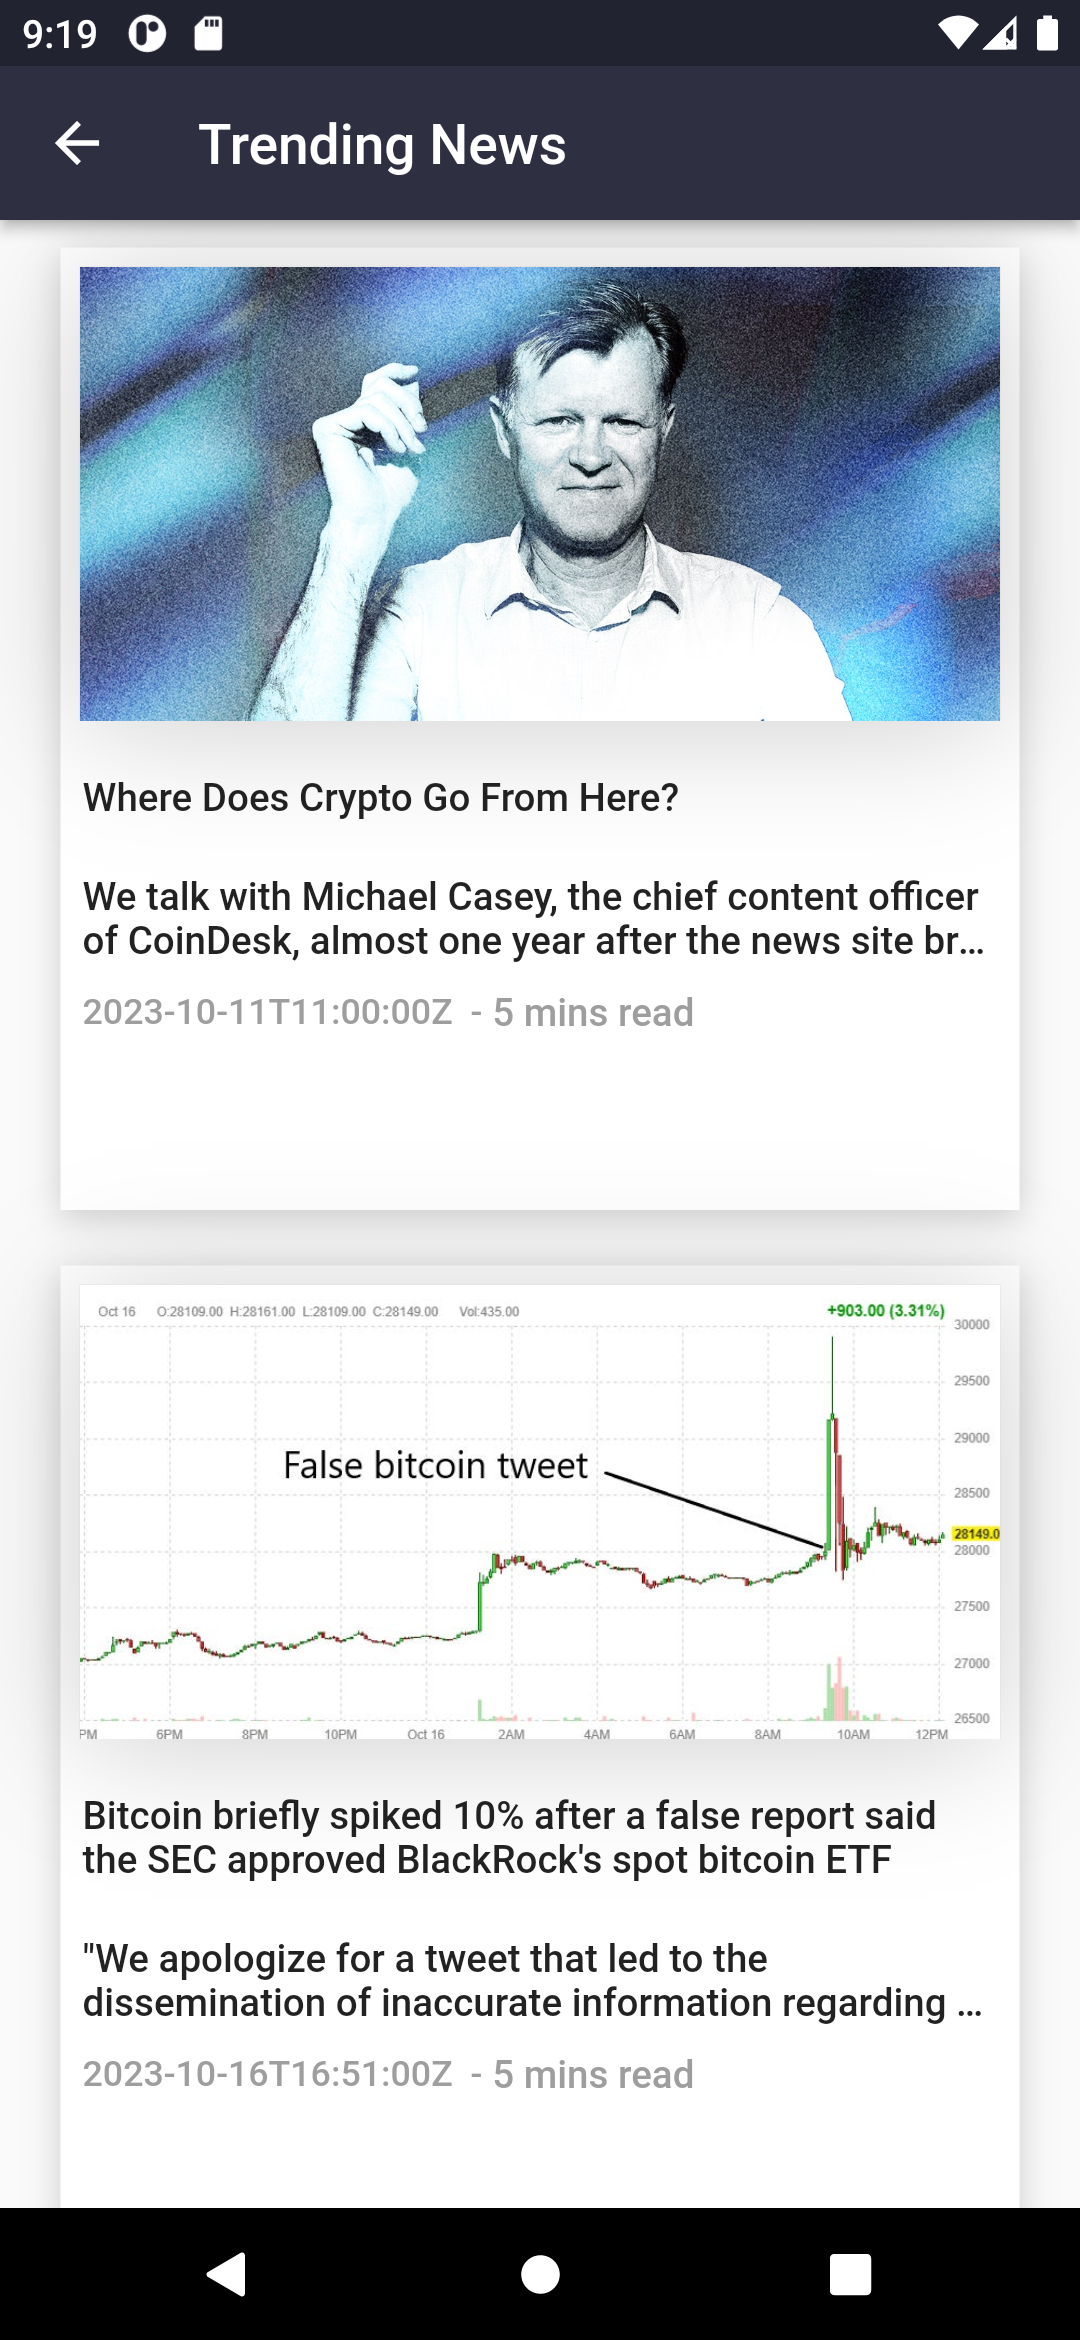 9:19
Trending News
Where Does Crypto Go From Here?
We talk with Michael Casey, the chief content officer
of CoinDesk, almost one year after the news site br…
2023-10-11T11:00:00Z - 5 mins read
Oct 16 O:28109.00 H:28161.00 L:28109.00 C:28149.00 Vol:435.00 +903.00 (3.31%)
30000
29500
29000
False bitcoin tweet
28500
28149.0
28000
27500
27000
26500
PM 6PM 8PM 10PM Oct 16 2AM 4AM 6AM 8AM 10AM 12PM
Bitcoin briefly spiked 10% after a false report said
the SEC approved BlackRock's spot bitcoin ETF
"We apologize for a tweet that led to the
dissemination of inaccurate information regarding …
2023-10-16T16:51:00Z - 5 mins read